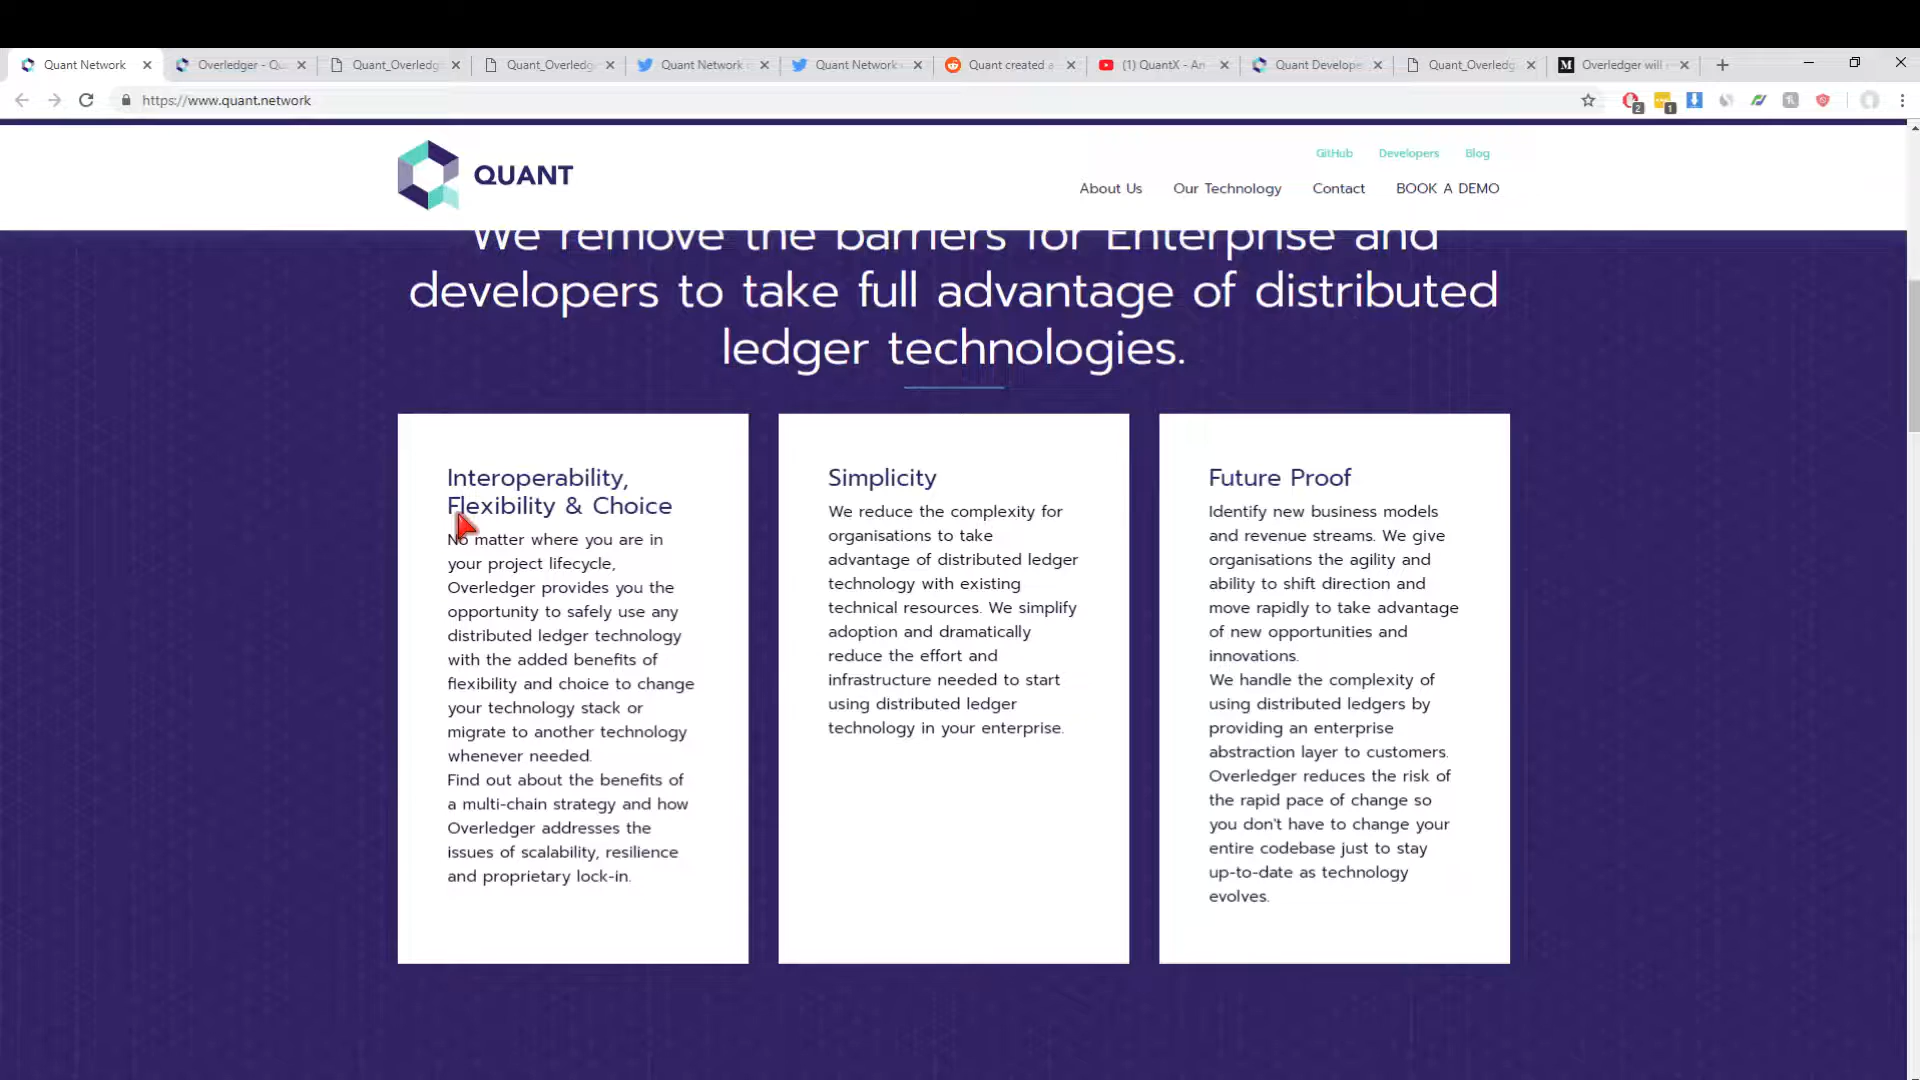 Quant Network
Overledger - Qu
Quant_Overledg
Quant_Overledg
Quant Network
Quant Network
Quant created a
(1) QuantX - An
Quant Develope
Quant_Overledg
Overledger will
https://www.quant.network
2
1
QUANT
GitHub
Developers
Blog
About Us
Our Technology
Contact
BOOK A DEMO
We remove the barriers for Enterprise and
developers to take full advantage of distributed
ledger technologies.
Interoperability,
Flexibility & Choice
No matter where you are in
your project lifecycle,
Overledger provides you the
opportunity to safely use any
distributed ledger technology
with the added benefits of
flexibility and choice to change
your technology stack or
migrate to another technology
whenever needed.
Find out about the benefits of
a multi-chain strategy and how
Overledger addresses the
issues of scalability, resilience
and proprietary lock-in.
Simplicity
We reduce the complexity for
organisations to take
advantage of distributed ledger
technology with existing
technical resources. We simplify
adoption and dramatically
reduce the effort and
infrastructure needed to start
using distributed ledger
technology in your enterprise.
Future Proof
Identify new business models
and revenue streams. We give
organisations the agility and
ability to shift direction and
move rapidly to take advantage
of new opportunities and
innovations.
We handle the complexity of
using distributed ledgers by
providing an enterprise
abstraction layer to customers.
Overledger reduces the risk of
the rapid pace of change so
you don't have to change your
entire codebase just to stay
up-to-date as technology
evolves.